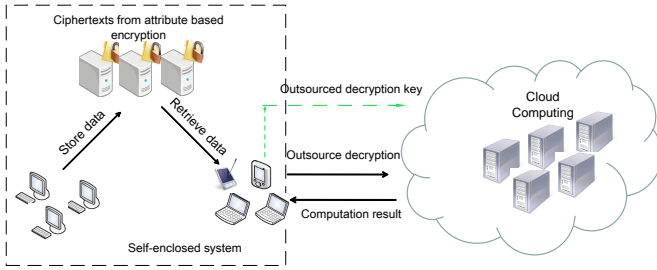 Ciphertexts from attribute based
encryption
Store data
Retrieve data
Outsourced decryption key
Cloud
Computing
Outsource decryption
Computation result
Self-enclosed system